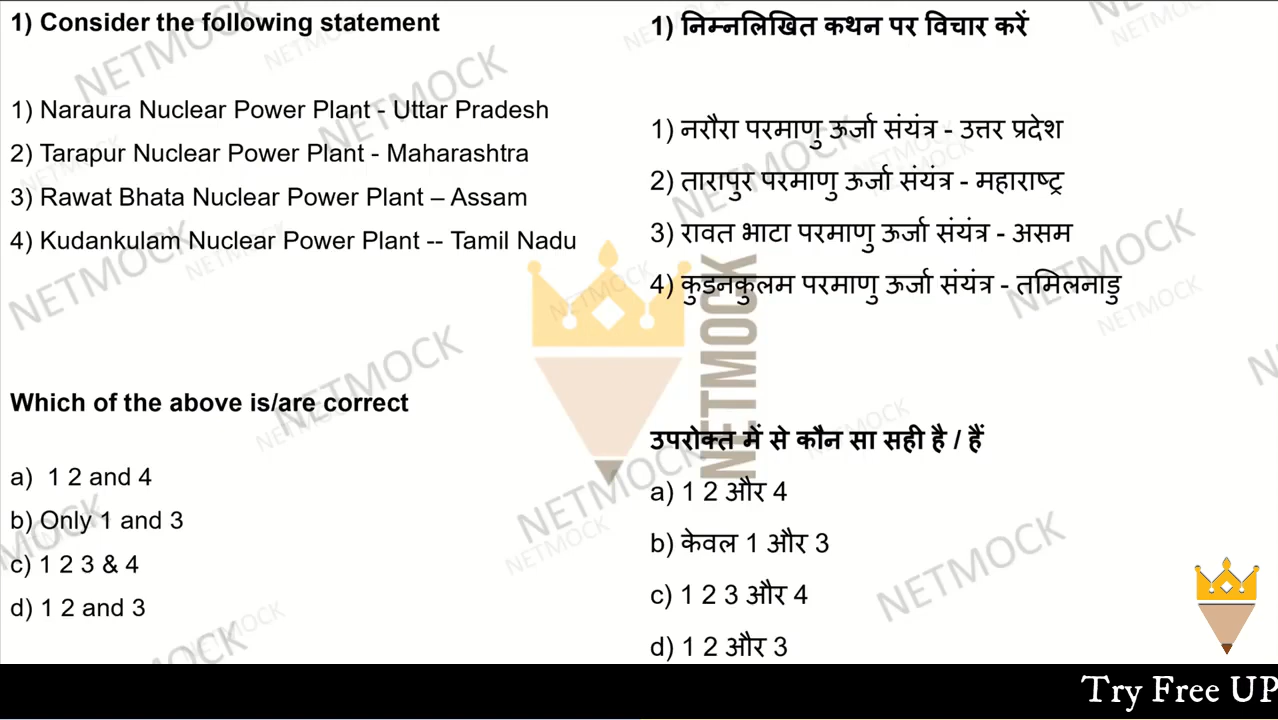 1) Consider the following statement
1) Naraura Nuclear Power Plant - Uttar Pradesh
2) Tarapur Nuclear Power Plant - Maharashtra
3) Rawat Bhata Nuclear Power Plant – Assam
4) Kudankulam Nuclear Power Plant -- Tamil Nadu
Which of the above is/are correct
a) 1 2 and 4
b) Only 1 and 3
c) 1 2 3 & 4
d) 1 2 and 3
1) निम्नलिखित कथन पर विचार करें
1) नरौरा परमाणु ऊर्जा संयंत्र - उत्तर प्रदेश
2) तारापुर परमाणु ऊर्जा संयंत्र - महाराष्ट्र
3) रावत भाटा परमाणु ऊर्जा संयंत्र - असम
4) कुडनकुलम परमाणु ऊर्जा संयंत्र - तमिलनाडु
उपरोक्त में से कौन सा सही है / हैं
a) 1 2 और 4
b) केवल 1 और 3
c) 1 2 3 और 4
d) 1 2 और 3
NETMOCK
Try Free UP